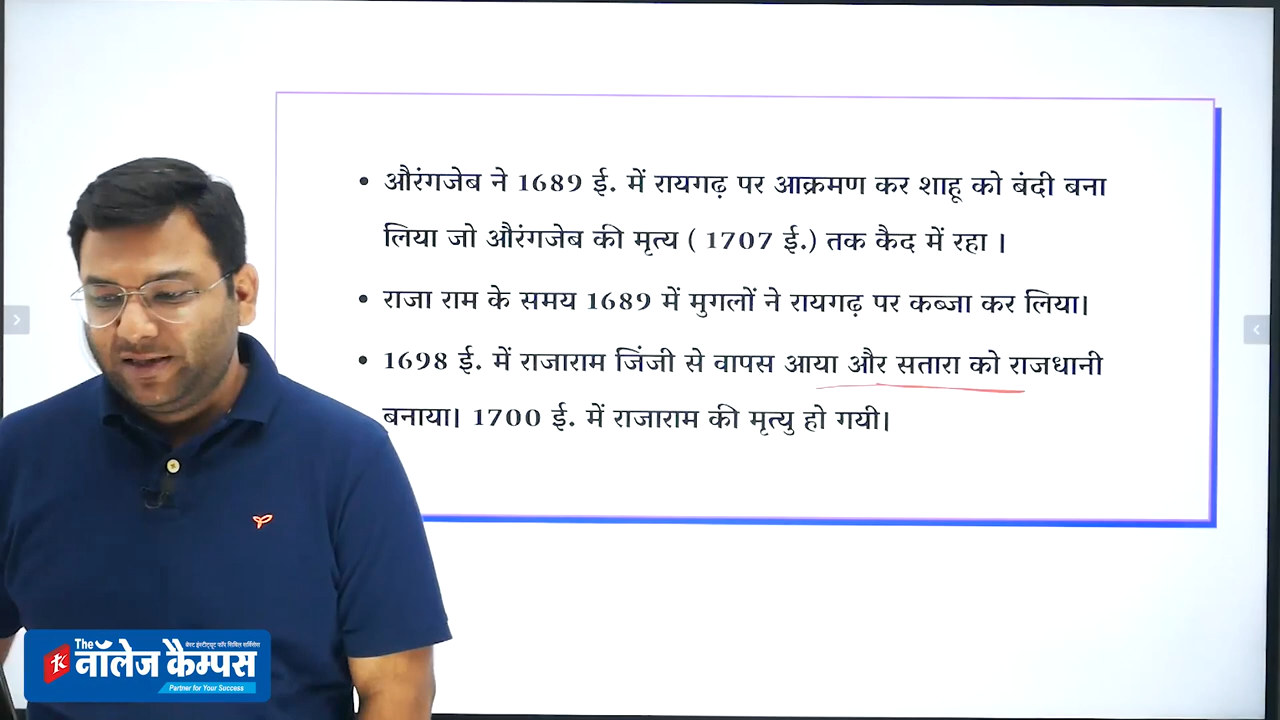 • औरंगजेब ने 1689 ई. में रायगढ़ पर आक्रमण कर शाहू को बंदी बना
लिया जो औरंगजेब की मृत्य ( 1707 ई.) तक कैद में रहा ।
• राजा राम के समय 1689 में मुगलों ने रायगढ़ पर कब्जा कर लिया।
• 1698 ई. में राजाराम जिंजी से वापस आया और सतारा को राजधानी
बनाया। 1700 ई. में राजाराम की मृत्यु हो गयी।
The
नॉलेज कैम्पस
Partner for Your Success